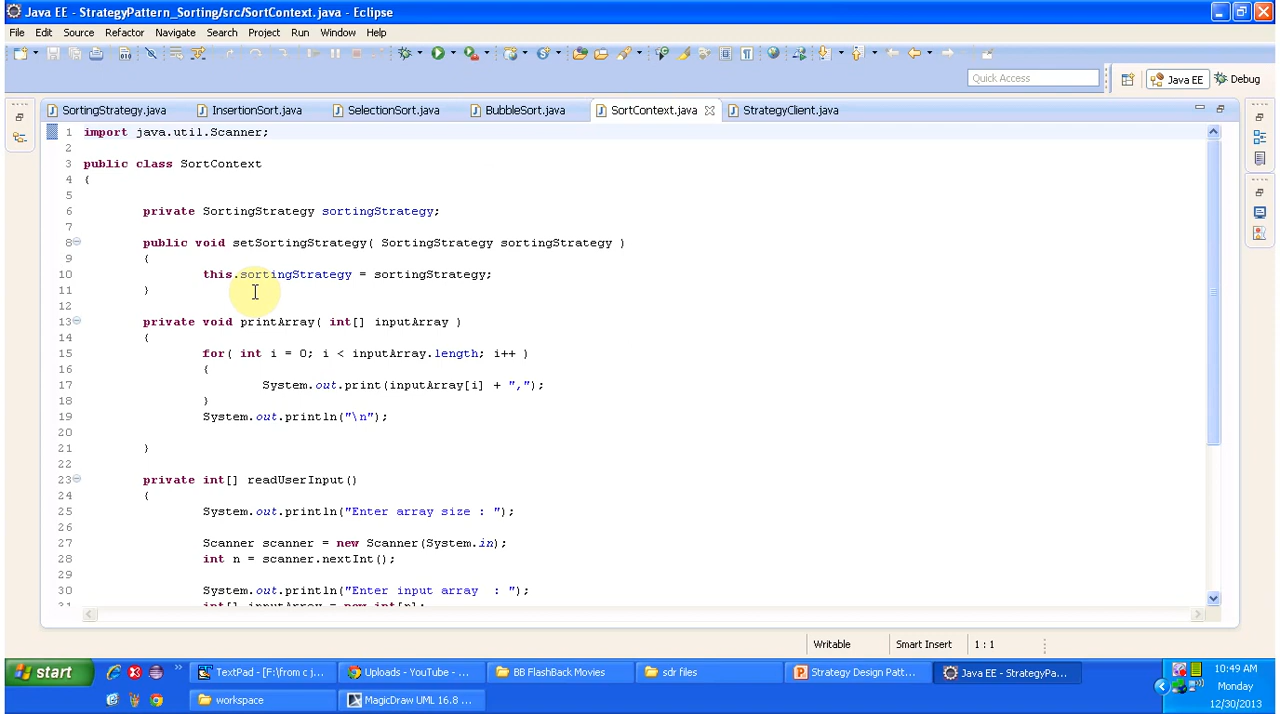 Java EE - StrategyPattern_Sorting/src/SortContext.java - Eclipse
File Edit Source Refactor Navigate Search Project Run Window Help
Quick Access
Java EE
Debug
SortingStrategy.java
InsertionSort.java
SelectionSort.java
BubbleSort.java
SortContext.java
StrategyClient.java
1 import java.util.Scanner;
2
3 public class SortContext
4 {
5
6 private SortingStrategy sortingStrategy;
7
8 public void setSortingStrategy( SortingStrategy sortingStrategy )
9 {
10 this.sortingStrategy = sortingStrategy;
11 }
12
13 private void printArray( int[] inputArray )
14 {
15 for( int i = 0; i < inputArray.length; i++ )
16 {
17 System.out.print(inputArray[i] + ",");
18 }
19 System.out.println("\n");
20
21 }
22
23 private int[] readUserInput()
24 {
25 System.out.println("Enter array size : ");
26
27 Scanner scanner = new Scanner(System.in);
28 int n = scanner.nextInt();
29
30 System.out.println("Enter input array  : ");
31 int[] inputArray = new int[n];
Writable
Smart Insert
1 : 1
start
TextPad - [F:\from c j...
Uploads - YouTube - ...
BB FlashBack Movies
sdr files
Strategy Design Patt...
Java EE - StrategyPa...
workspace
MagicDraw UML 16.8 ...
10:49 AM
Monday
12/30/2013